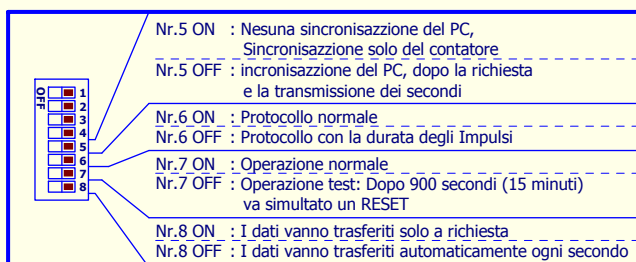 Nr.5 ON : Nesuna sincronisazzione del PC,
Sincronisazzione solo del contatore
Nr.5 OFF : incronisazzione del PC, dopo la richiesta
e la transmissione dei secondi
Nr.6 ON : Protocollo normale
Nr.6 OFF : Protocollo con la durata degli Impulsi
Nr.7 ON : Operazione normale
Nr.7 OFF : Operazione test: Dopo 900 secondi (15 minuti)
va simultato un RESET
Nr.8 ON : I dati vanno trasferiti solo a richiesta
Nr.8 OFF : I dati vanno trasferiti automaticamente ogni secondo
OFF
1
2
3
4
5
6
7
8